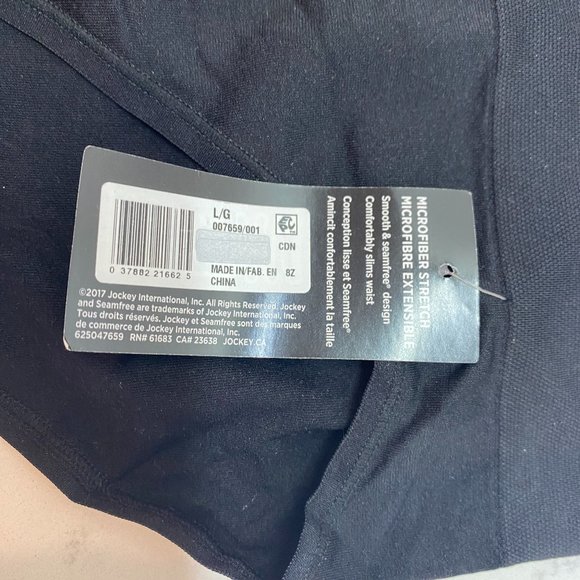 L/G
007659/001
CDN
MADE IN/FAB. EN 8Z
CHINA
0 37882 21662 5
©2017 Jockey International, Inc. All Rights Reserved. Jockey
and Seamfree are trademarks of Jockey International, Inc.
Tous droits réservés. Jockey et Seamfree sont des marques
de commerce de Jockey International, Inc.
625047659 RN# 61683 CA# 23638 JOCKEY.CA
MICROFIBER STRETCH
MICROFIBRE EXTENSIBLE
Smooth & seamfree® design
Comfortably slims waist
Conception lisse et Seamfree®
Amincit confortablement la taille